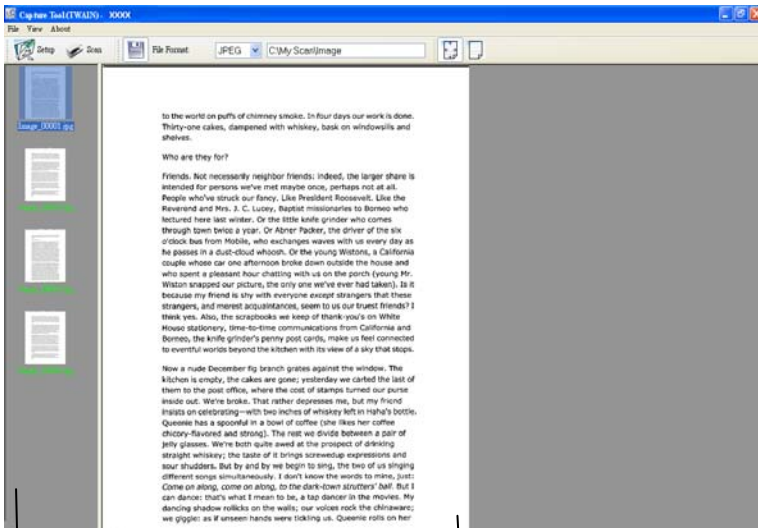 Capture Tool(TWAIN) - XXXX
File View About
Setup Scan File Format: JPEG C:\My Scan\Image
Image_00001.jpg
to the world on puffs of chimney smoke. In four days our work is done.
Thirty-one cakes, dampened with whiskey, bask on windowsills and
shelves.
Who are they for?
Friends. Not necessarily neighbor friends: indeed, the larger share is
intended for persons we've met maybe once, perhaps not at all.
People who've struck our fancy. Like President Roosevelt. Like the
Reverend and Mrs. J. C. Lucey, Baptist missionaries to Borneo who
lectured here last winter. Or the little knife grinder who comes
through town twice a year. Or Abner Packer, the driver of the six
o'clock bus from Mobile, who exchanges waves with us every day as
he passes in a dust-cloud whoosh. Or the young Wistons, a California
couple whose car one afternoon broke down outside the house and
who spent a pleasant hour chatting with us on the porch (young Mr.
Wiston snapped our picture, the only one we've ever had taken). Is it
because my friend is shy with everyone except strangers that these
strangers, and merest acquaintances, seem to us our truest friends? I
think yes. Also, the scrapbooks we keep of thank-you's on White
House stationery, time-to-time communications from California and
Borneo, the knife grinder's penny post cards, make us feel connected
to eventful worlds beyond the kitchen with its view of a sky that stops.
Now a nude December fig branch grates against the window. The
kitchen is empty, the cakes are gone; yesterday we carted the last of
them to the post office, where the cost of stamps turned our purse
inside out. We're broke. That rather depresses me, but my friend
insists on celebrating—with two inches of whiskey left in Haha's bottle.
Queenie has a spoonful in a bowl of coffee (she likes her coffee
chicory-flavored and strong). The rest we divide between a pair of
jelly glasses. We're both quite awed at the prospect of drinking
straight whiskey; the taste of it brings screwedup expressions and
sour shudders. But by and by we begin to sing, the two of us singing
different songs simultaneously. I don't know the words to mine, just:
Come on along, come on along, to the dark-town strutters' ball. But I
can dance: that's what I mean to be, a tap dancer in the movies. My
dancing shadow rollicks on the walls; our voices rock the chinaware;
we giggle: as if unseen hands were tickling us. Queenie rolls on her